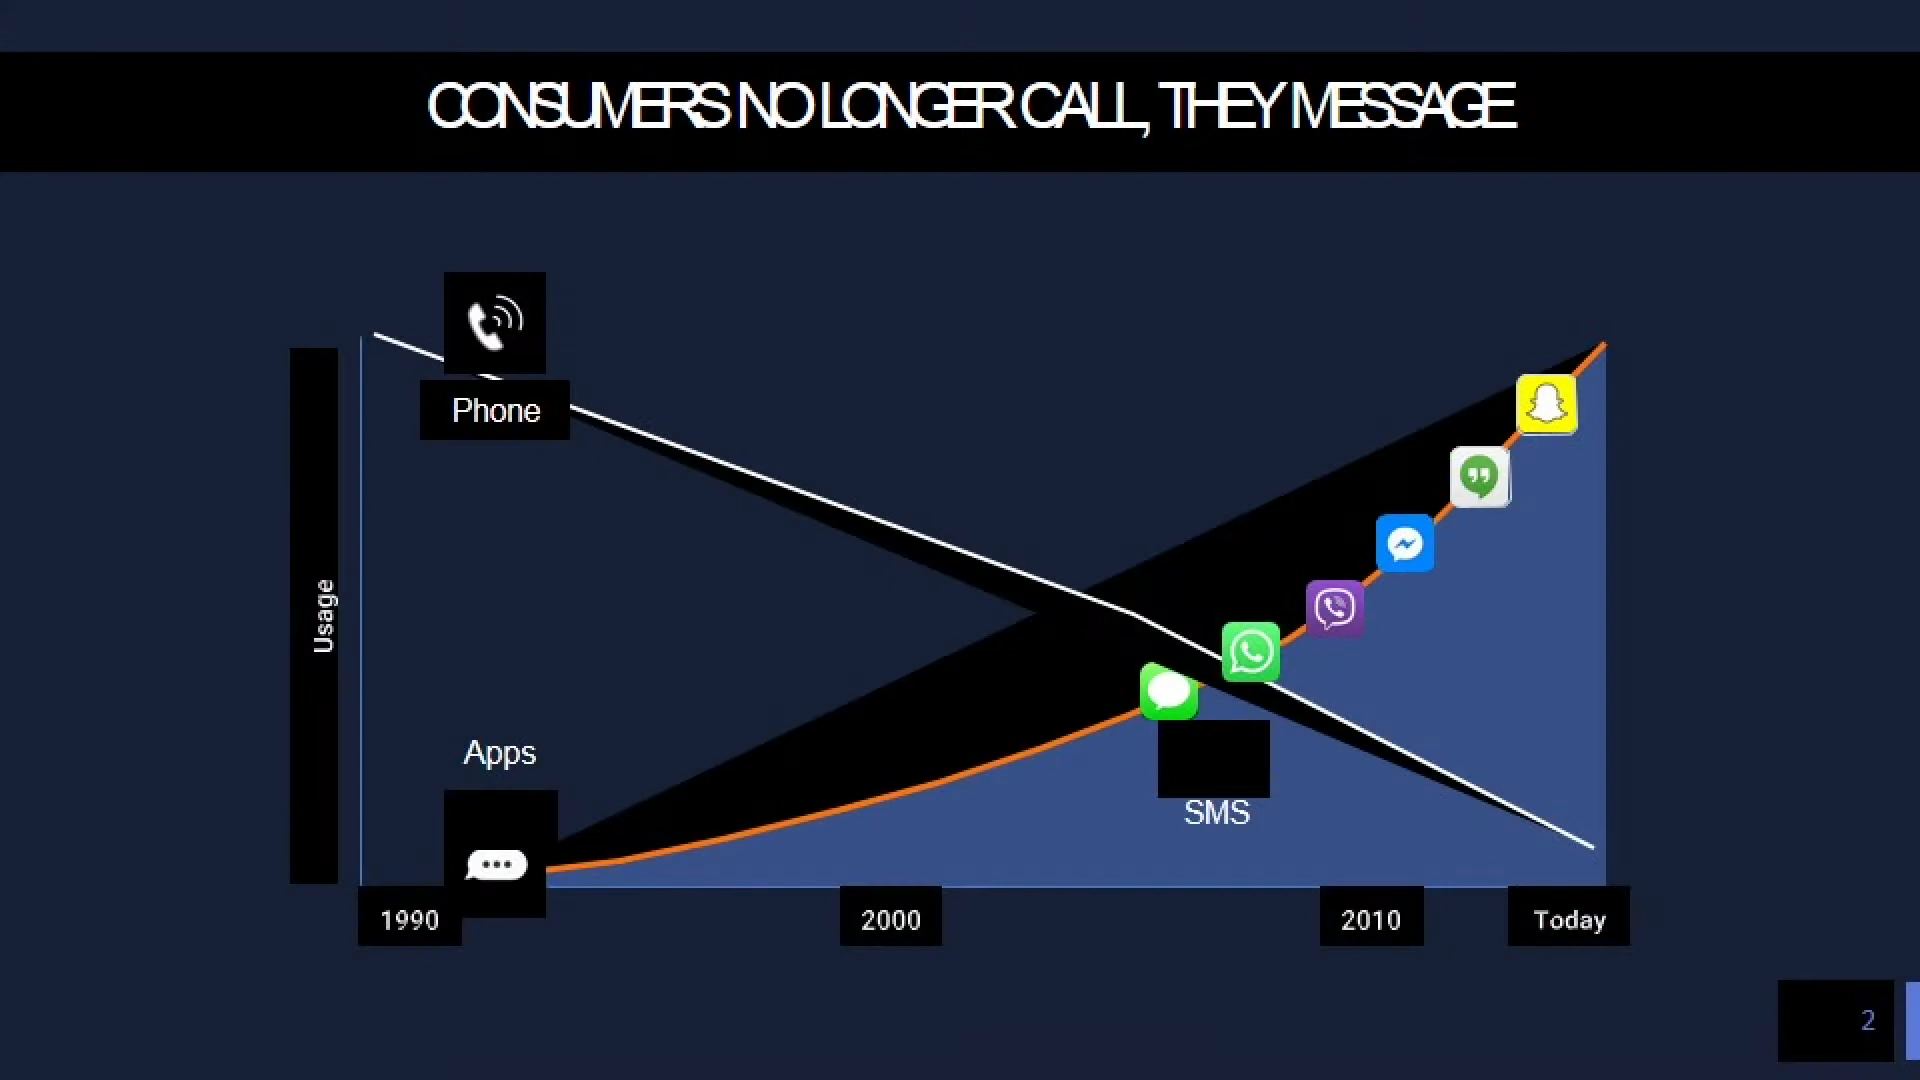 CONSUMERS NO LONGER CALL, THEY MESSAGE
Phone
Usage
Apps
SMS
1990
2000
2010
Today
2